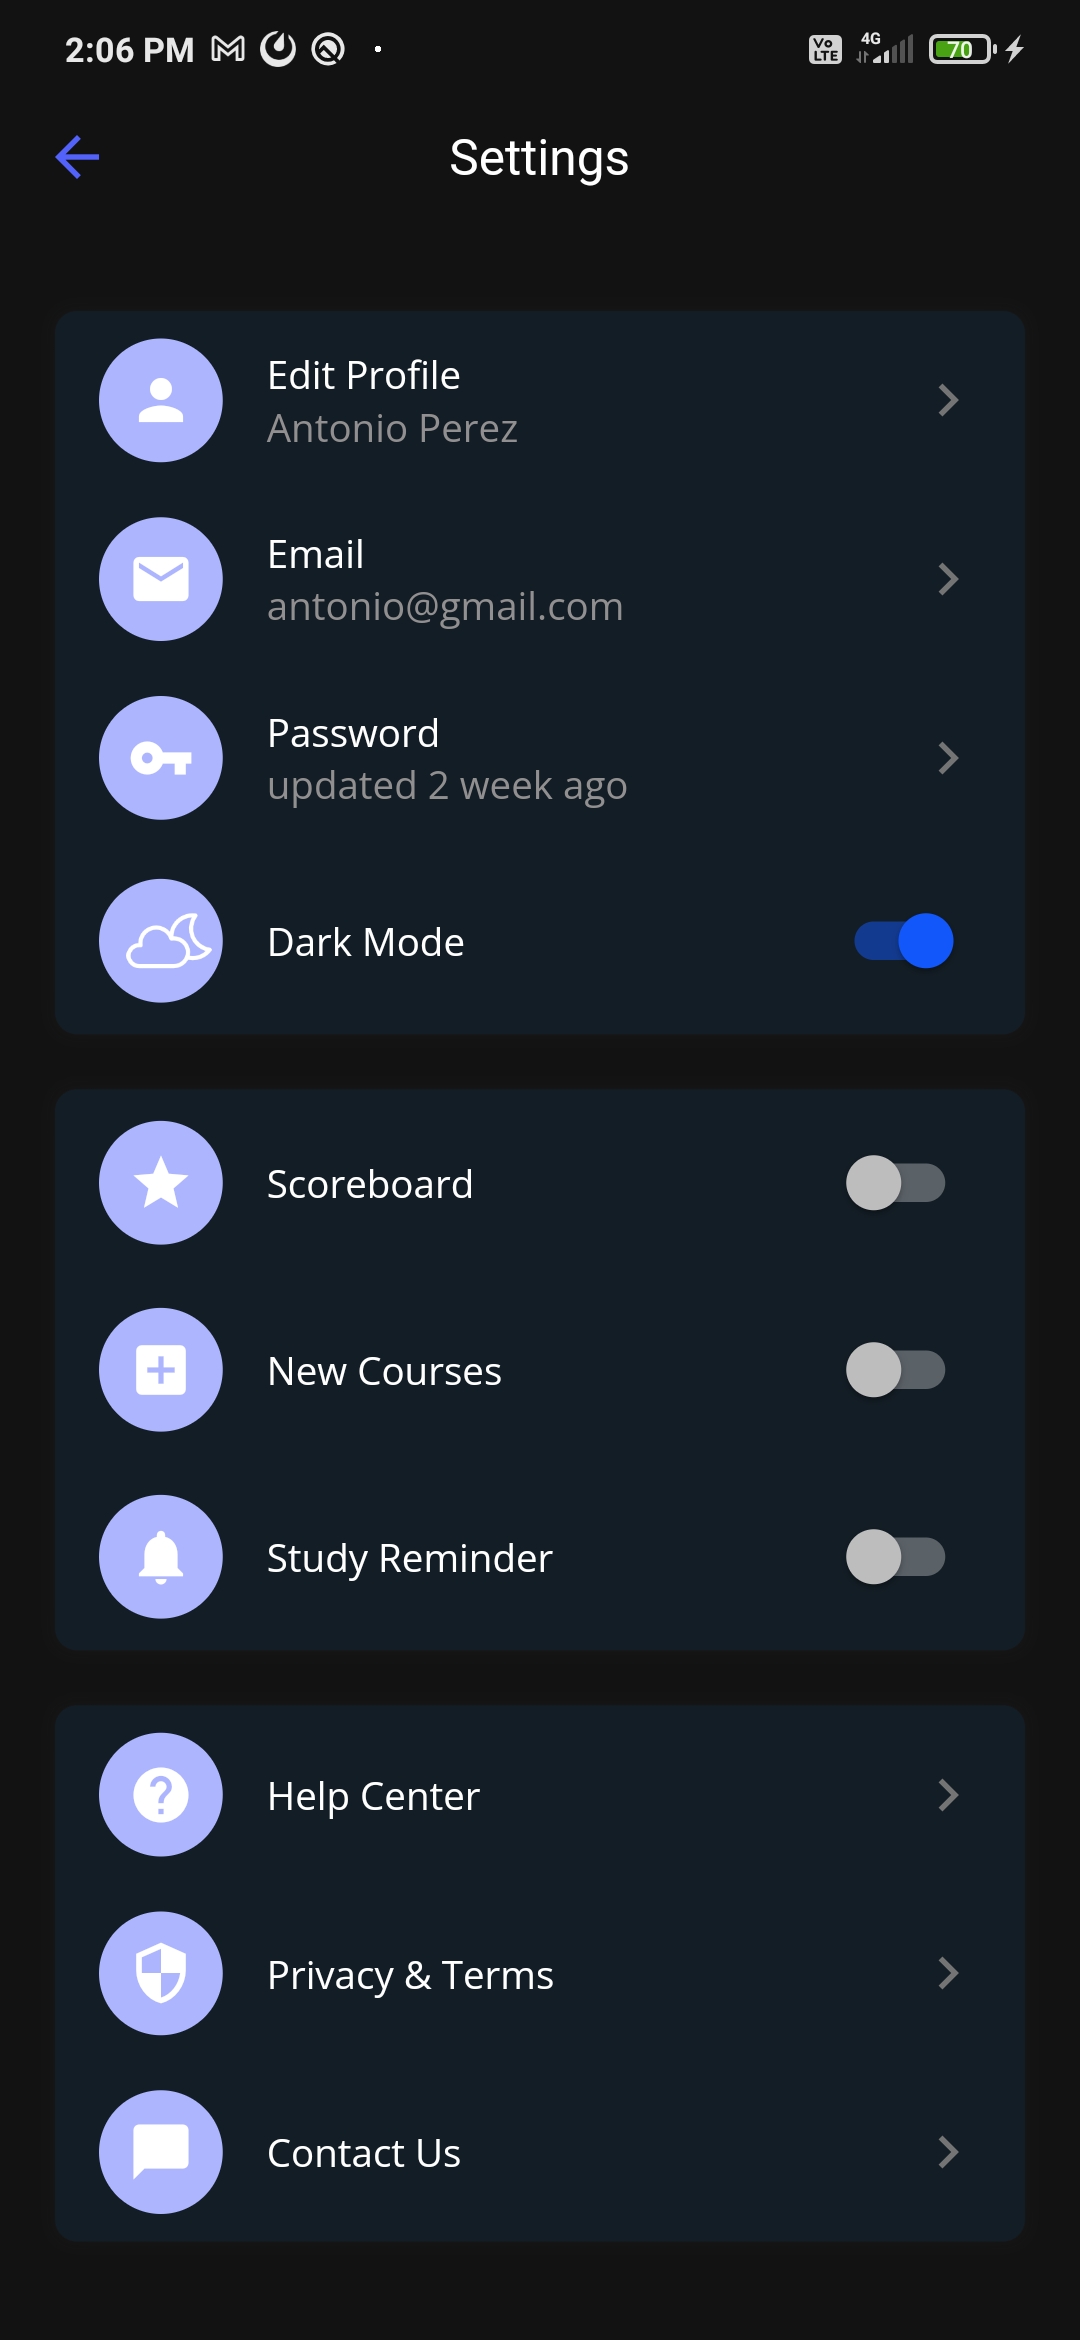 2:06 PM
Vo LTE 4G 70
Settings
Edit Profile
Antonio Perez
Email
antonio@gmail.com
Password
updated 2 week ago
Dark Mode
Scoreboard
New Courses
Study Reminder
Help Center
Privacy & Terms
Contact Us